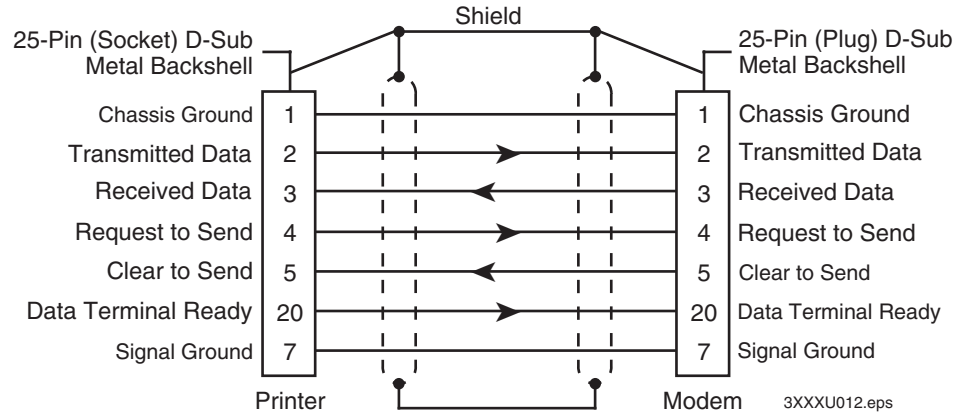 Shield
25-Pin (Socket) D-Sub
Metal Backshell
25-Pin (Plug) D-Sub
Metal Backshell
Chassis Ground 1 1 Chassis Ground
Transmitted Data 2 2 Transmitted Data
Received Data 3 3 Received Data
Request to Send 4 4 Request to Send
Clear to Send 5 5 Clear to Send
Data Terminal Ready 20 20 Data Terminal Ready
Signal Ground 7 7 Signal Ground
Printer Modem 3XXXU012.eps